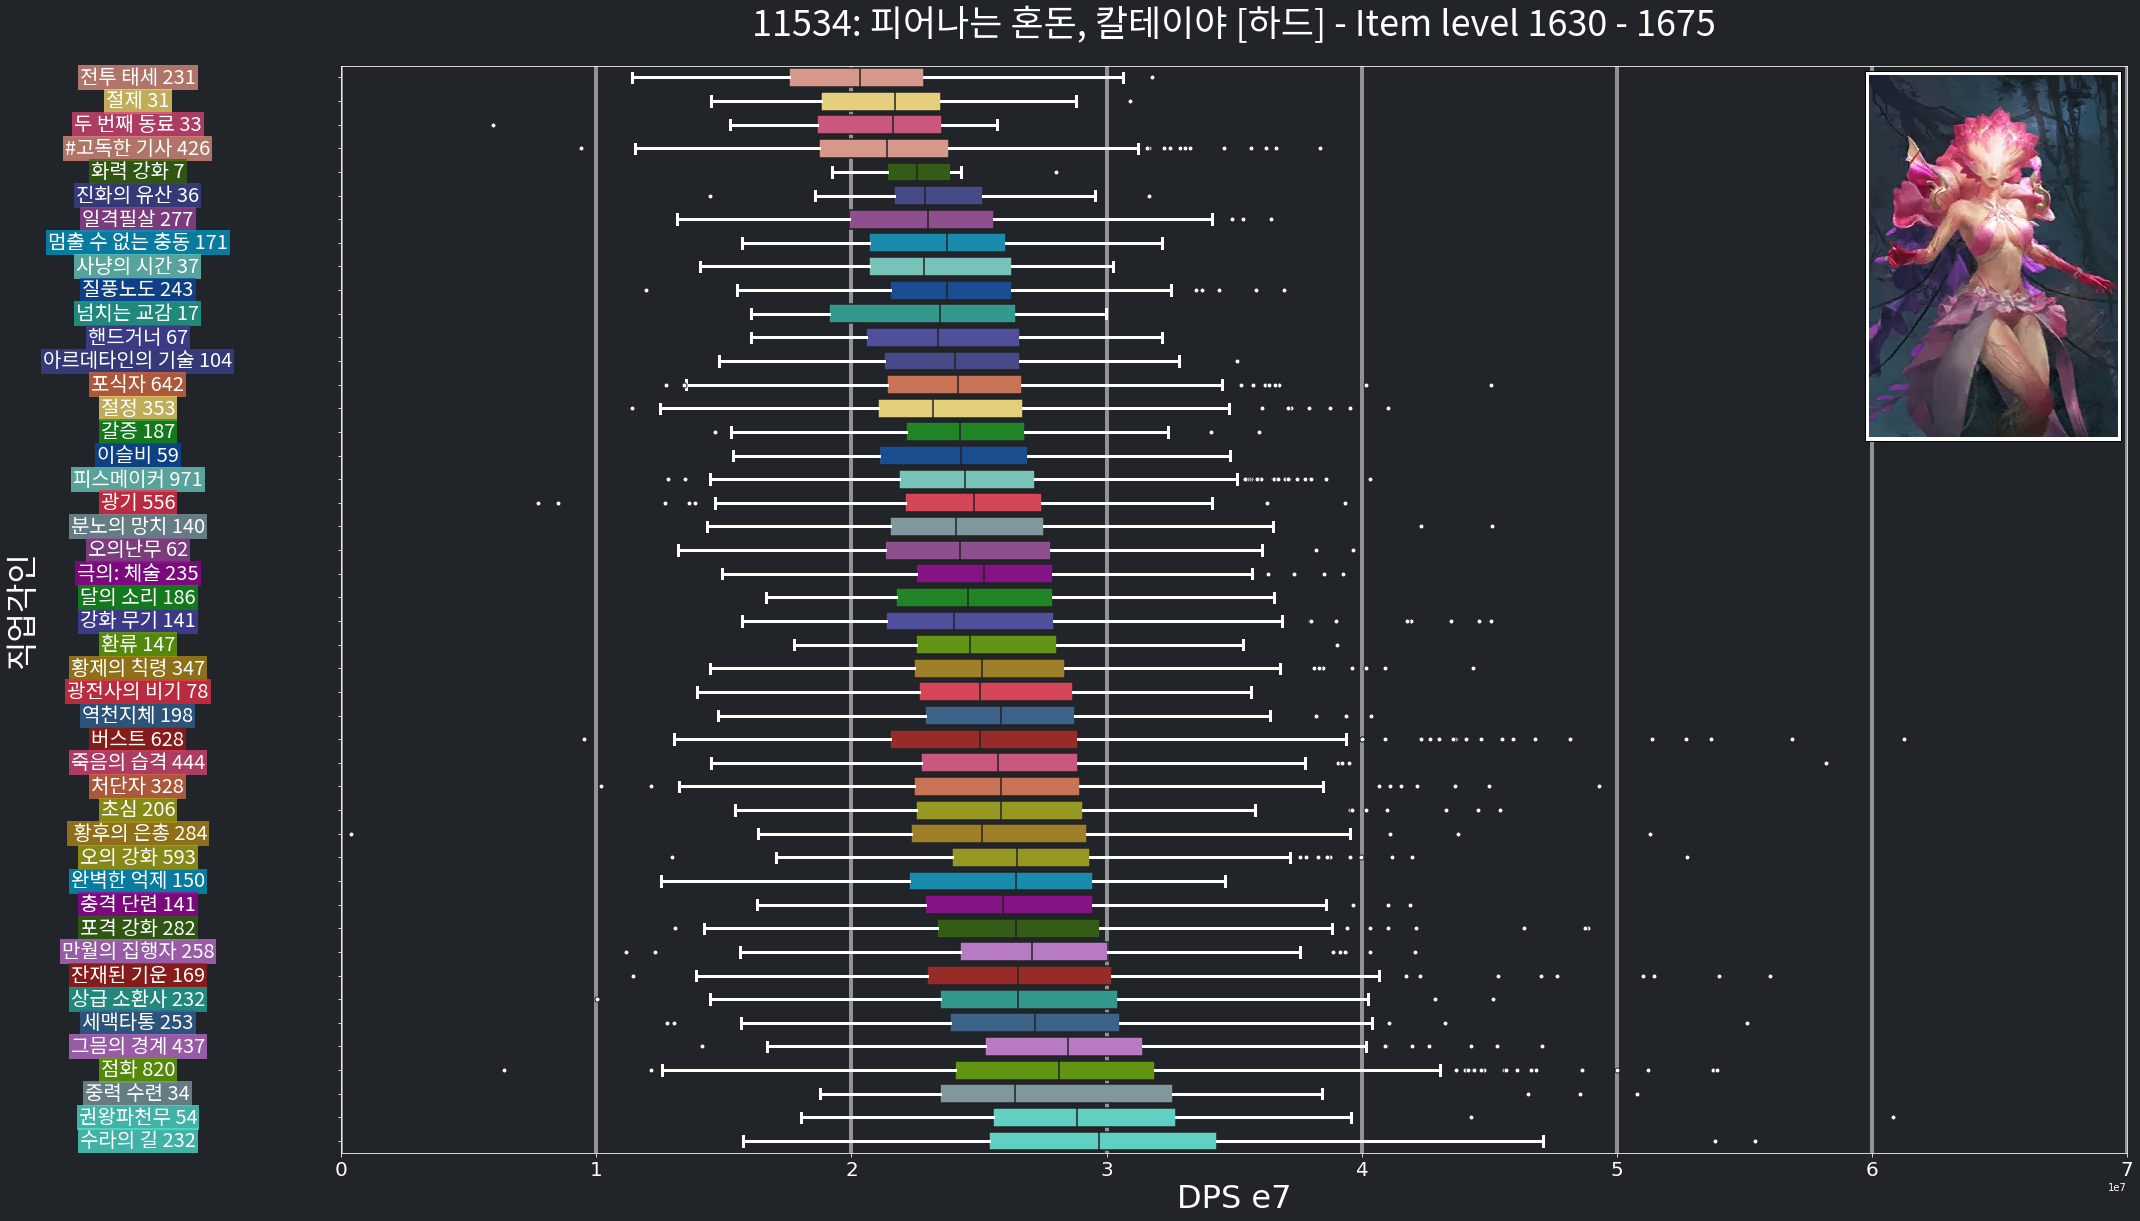 11534: 피어나는 혼돈, 칼테이야 [하드] - Item level 1630 - 1675
직업각인
전투 태세 231
절제 31
두 번째 동료 33
#고독한 기사 426
화력 강화 7
진화의 유산 36
일격필살 277
멈출 수 없는 충동 171
사냥의 시간 37
질풍노도 243
넘치는 교감 17
핸드거너 67
아르데타인의 기술 104
포식자 642
절정 353
갈증 187
이슬비 59
피스메이커 971
광기 556
분노의 망치 140
오의난무 62
극의: 체술 235
달의 소리 186
강화 무기 141
환류 147
황제의 칙령 347
광전사의 비기 78
역천지체 198
버스트 628
죽음의 습격 444
처단자 328
초심 206
황후의 은총 284
오의 강화 593
완벽한 억제 150
충격 단련 141
포격 강화 282
만월의 집행자 258
잔재된 기운 169
상급 소환사 232
세맥타통 253
그믐의 경계 437
점화 820
중력 수련 34
권왕파천무 54
수라의 길 232
0 1 2 3 4 5 6 7
DPS e7
1e7